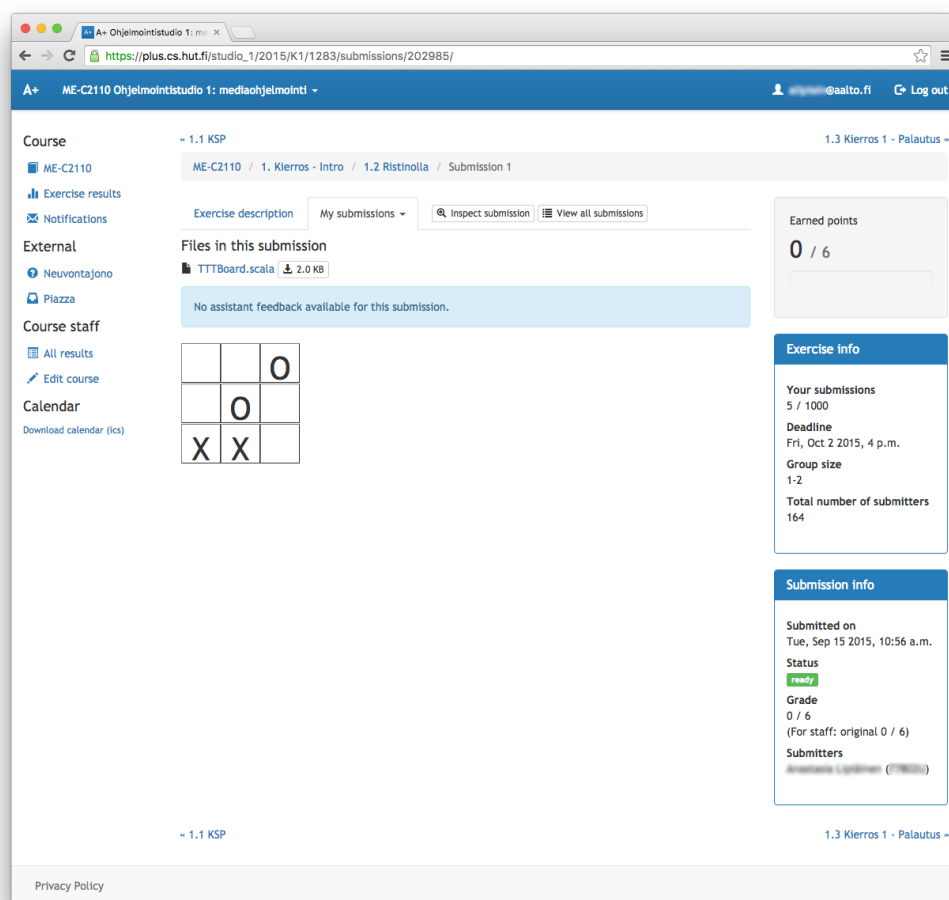 A+ Ohjelmointistudio 1: me
https://plus.cs.hut.fi/studio_1/2015/K1/1283/submissions/202985/
A+ ME-C2110 Ohjelmointistudio 1: mediaohjelmointi
@aalto.fi Log out
Course
ME-C2110
Exercise results
Notifications
External
Neuvontajono
Piazza
Course staff
All results
Edit course
Calendar
Download calendar (ics)
« 1.1 KSP
1.3 Kierros 1 - Palautus »
ME-C2110 / 1. Kierros - Intro / 1.2 Ristinolla / Submission 1
Exercise description My submissions Inspect submission View all submissions
Files in this submission
TTTBoard.scala 2.0 KB
No assistant feedback available for this submission.
O
O
X X
Earned points
0 / 6
Exercise info
Your submissions
5 / 1000
Deadline
Fri, Oct 2 2015, 4 p.m.
Group size
1-2
Total number of submitters
164
Submission info
Submitted on
Tue, Sep 15 2015, 10:56 a.m.
Status
ready
Grade
0 / 6
(For staff: original 0 / 6)
Submitters
« 1.1 KSP
1.3 Kierros 1 - Palautus »
Privacy Policy